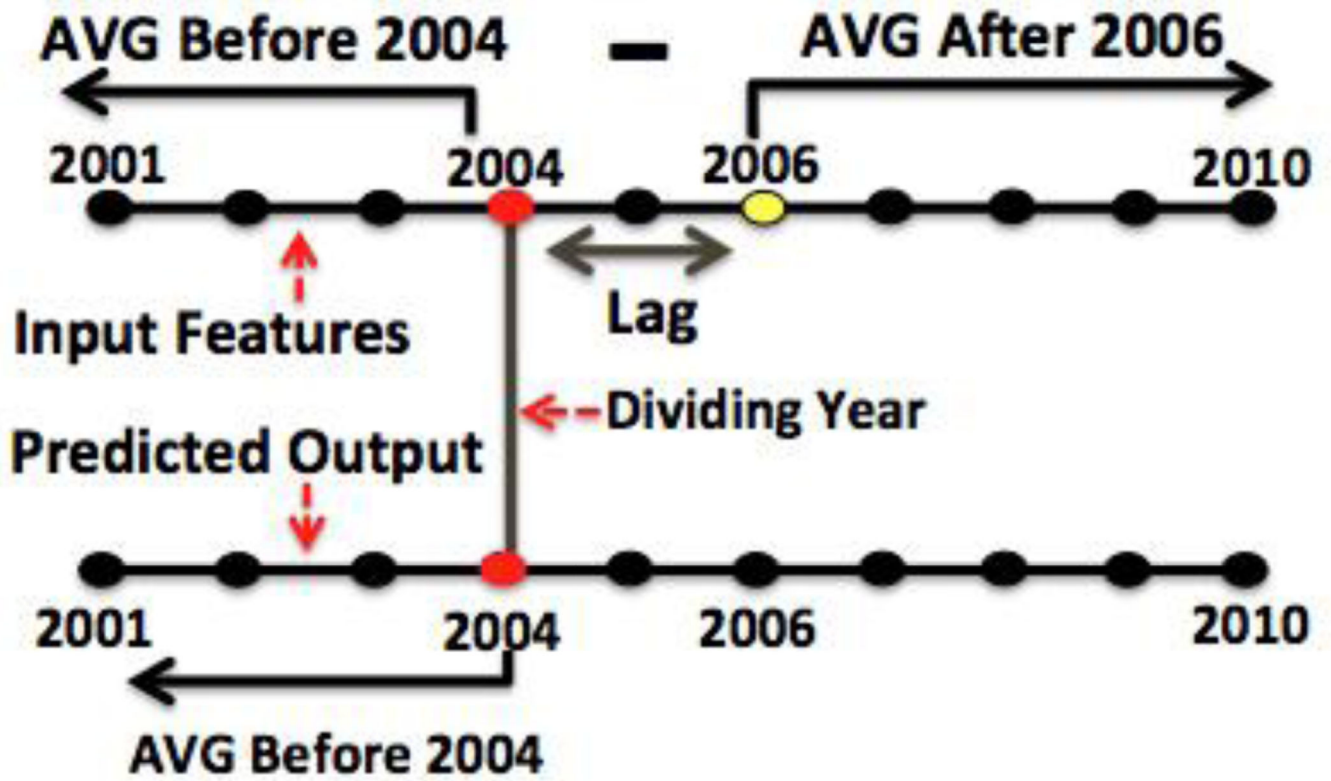 AVG Before 2004 - AVG After 2006
2001 2004 2006 2010
Lag
Input Features
Dividing Year
Predicted Output
2001 2004 2006 2010
AVG Before 2004